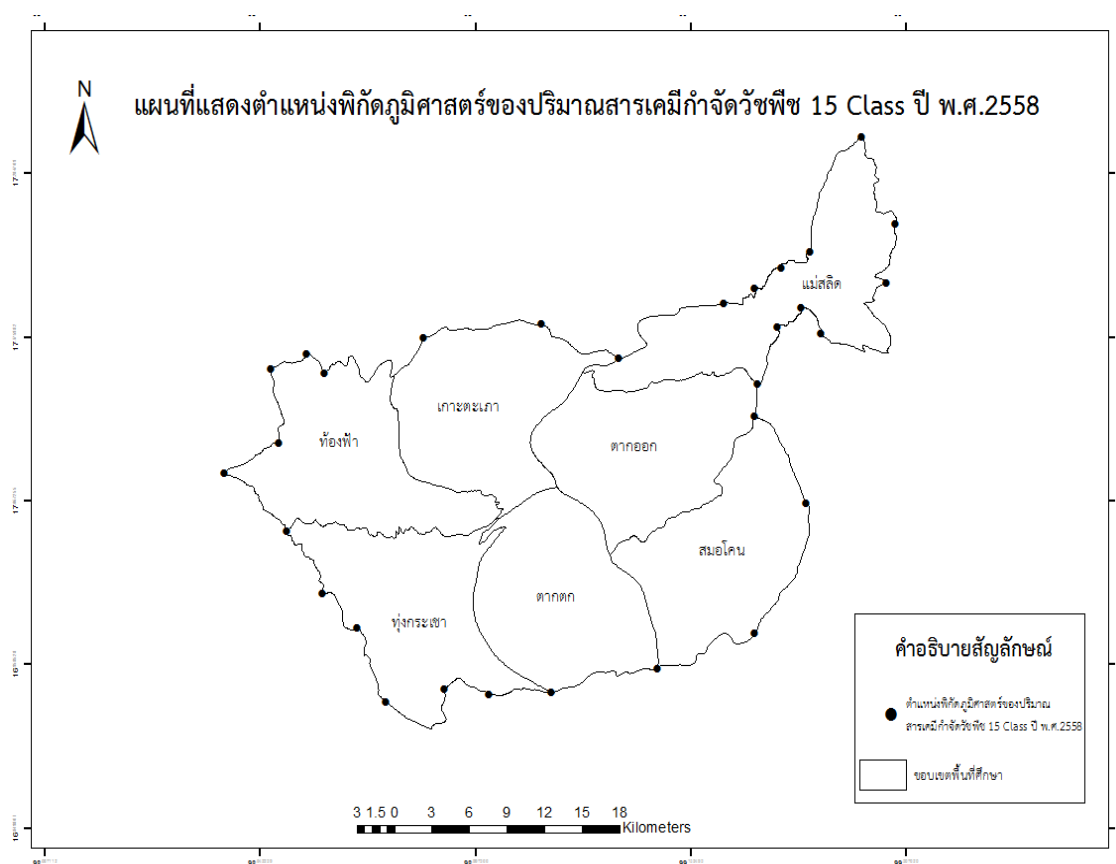 N
แผนที่แสดงตำแหน่งพิกัดภูมิศาสตร์ของปริมาณสารเคมีกำจัดวัชพืช 15 Class ปี พ.ศ.2558
แม่สลิด
เกาะตะเภา
ท้องฟ้า
ตากออก
สมอโคน
ตากตก
ทุ่งกระเชา
คำอธิบายสัญลักษณ์
ตำแหน่งพิกัดภูมิศาสตร์ของปริมาณ
สารเคมีกำจัดวัชพืช 15 Class ปี พ.ศ.2558
ขอบเขตพื้นที่ศึกษา
3 1.5 0 3 6 9 12 15 18
Kilometers